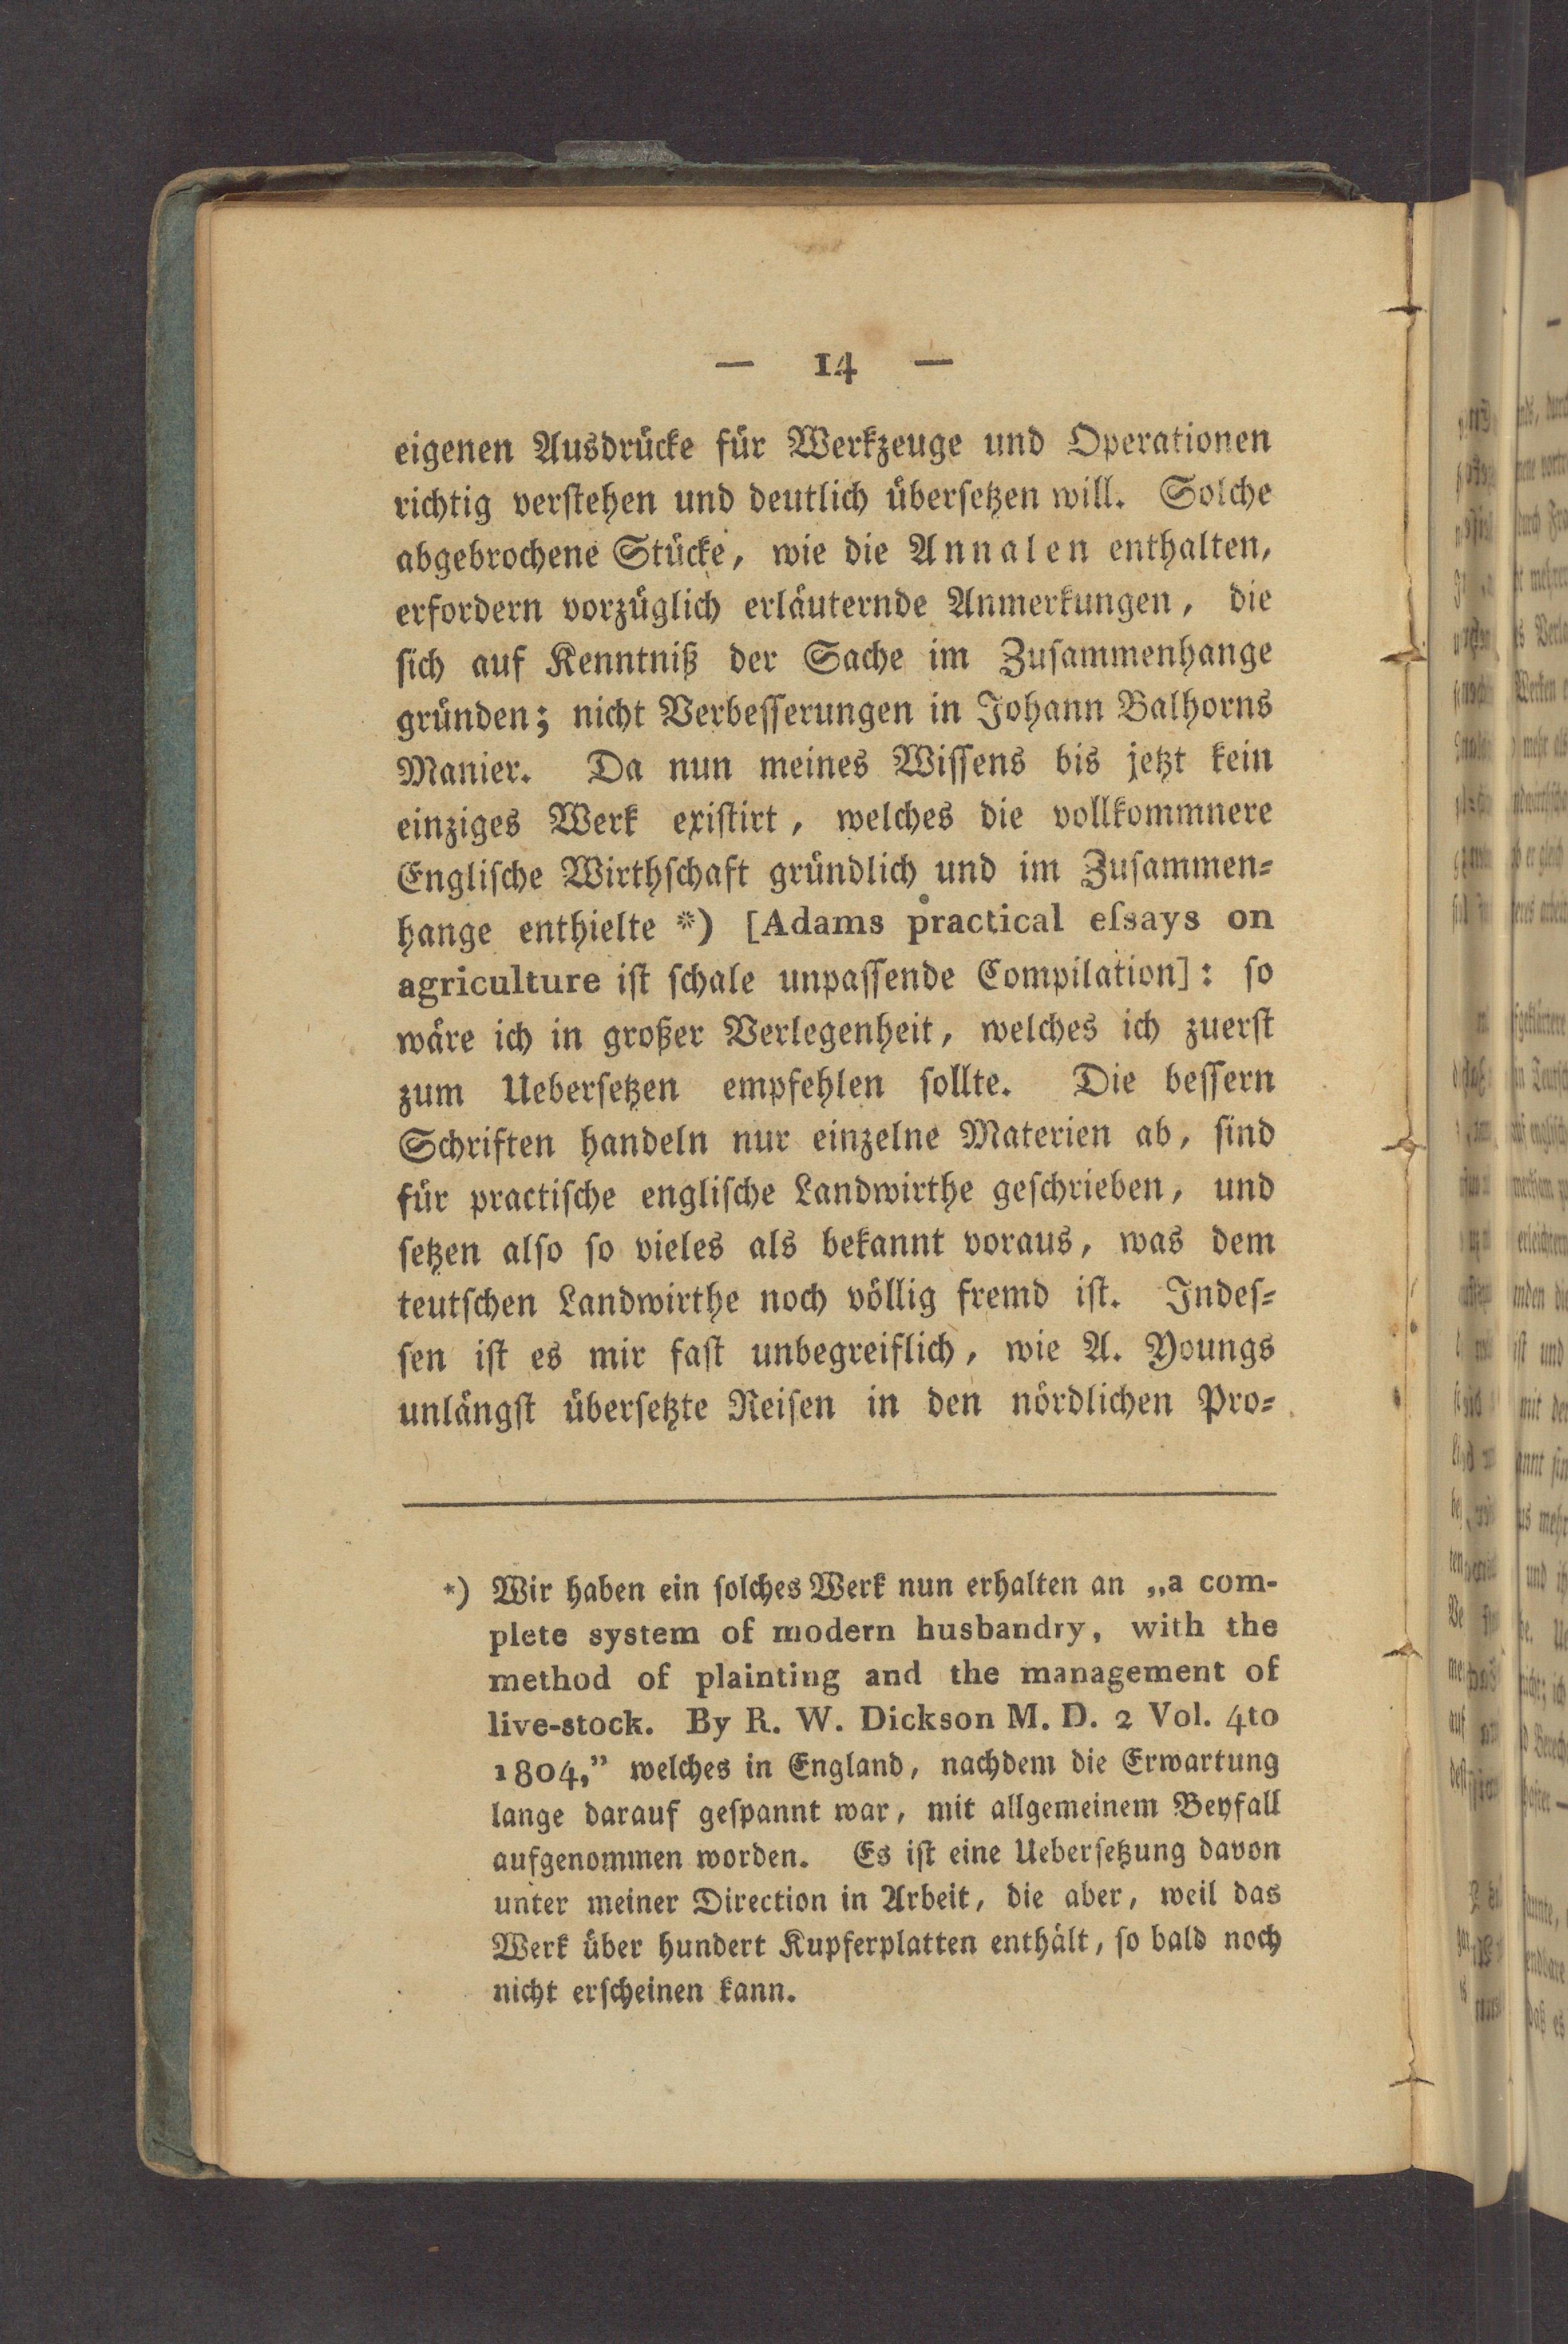 — 14 —
eigenen Ausdrücke für Werkzeuge und Operationen
richtig verstehen und deutlich übersetzen will. Solche
abgebrochene Stücke, wie die Annalen enthalten,
erfordern vorzüglich erläuternde Anmerkungen, die
sich auf Kenntniß der Sache im Zusammenhange
gründen; nicht Verbesserungen in Johann Balhorns
Manier. Da nun meines Wissens bis jetzt kein
einziges Werk existirt, welches die vollkommnere
Englische Wirthschaft gründlich und im Zusammen-
hange enthielte *) [Adams practical eſsays on
agriculture ist schale unpassende Compilation]: so
wäre ich in großer Verlegenheit, welches ich zuerst
zum Uebersetzen empfehlen sollte. Die bessern
Schriften handeln nur einzelne Materien ab, sind
für practische englische Landwirthe geschrieben, und
setzen also so vieles als bekannt voraus, was dem
teutschen Landwirthe noch völlig fremd ist. Indes-
sen ist es mir fast unbegreiflich, wie A. Youngs
unlängst übersetzte Reisen in den nördlichen Pro-
*) Wir haben ein solches Werk nun erhalten an „a com-
plete system of modern husbandry, with the
method of plainting and the management of
live-stock. By R. W. Dickson M. D. 2 Vol. 4to
1804,” welches in England, nachdem die Erwartung
lange darauf gespannt war, mit allgemeinem Beyfall
aufgenommen worden. Es ist eine Uebersetzung davon
unter meiner Direction in Arbeit, die aber, weil das
Werk über hundert Kupferplatten enthält, so bald noch
nicht erscheinen kann.